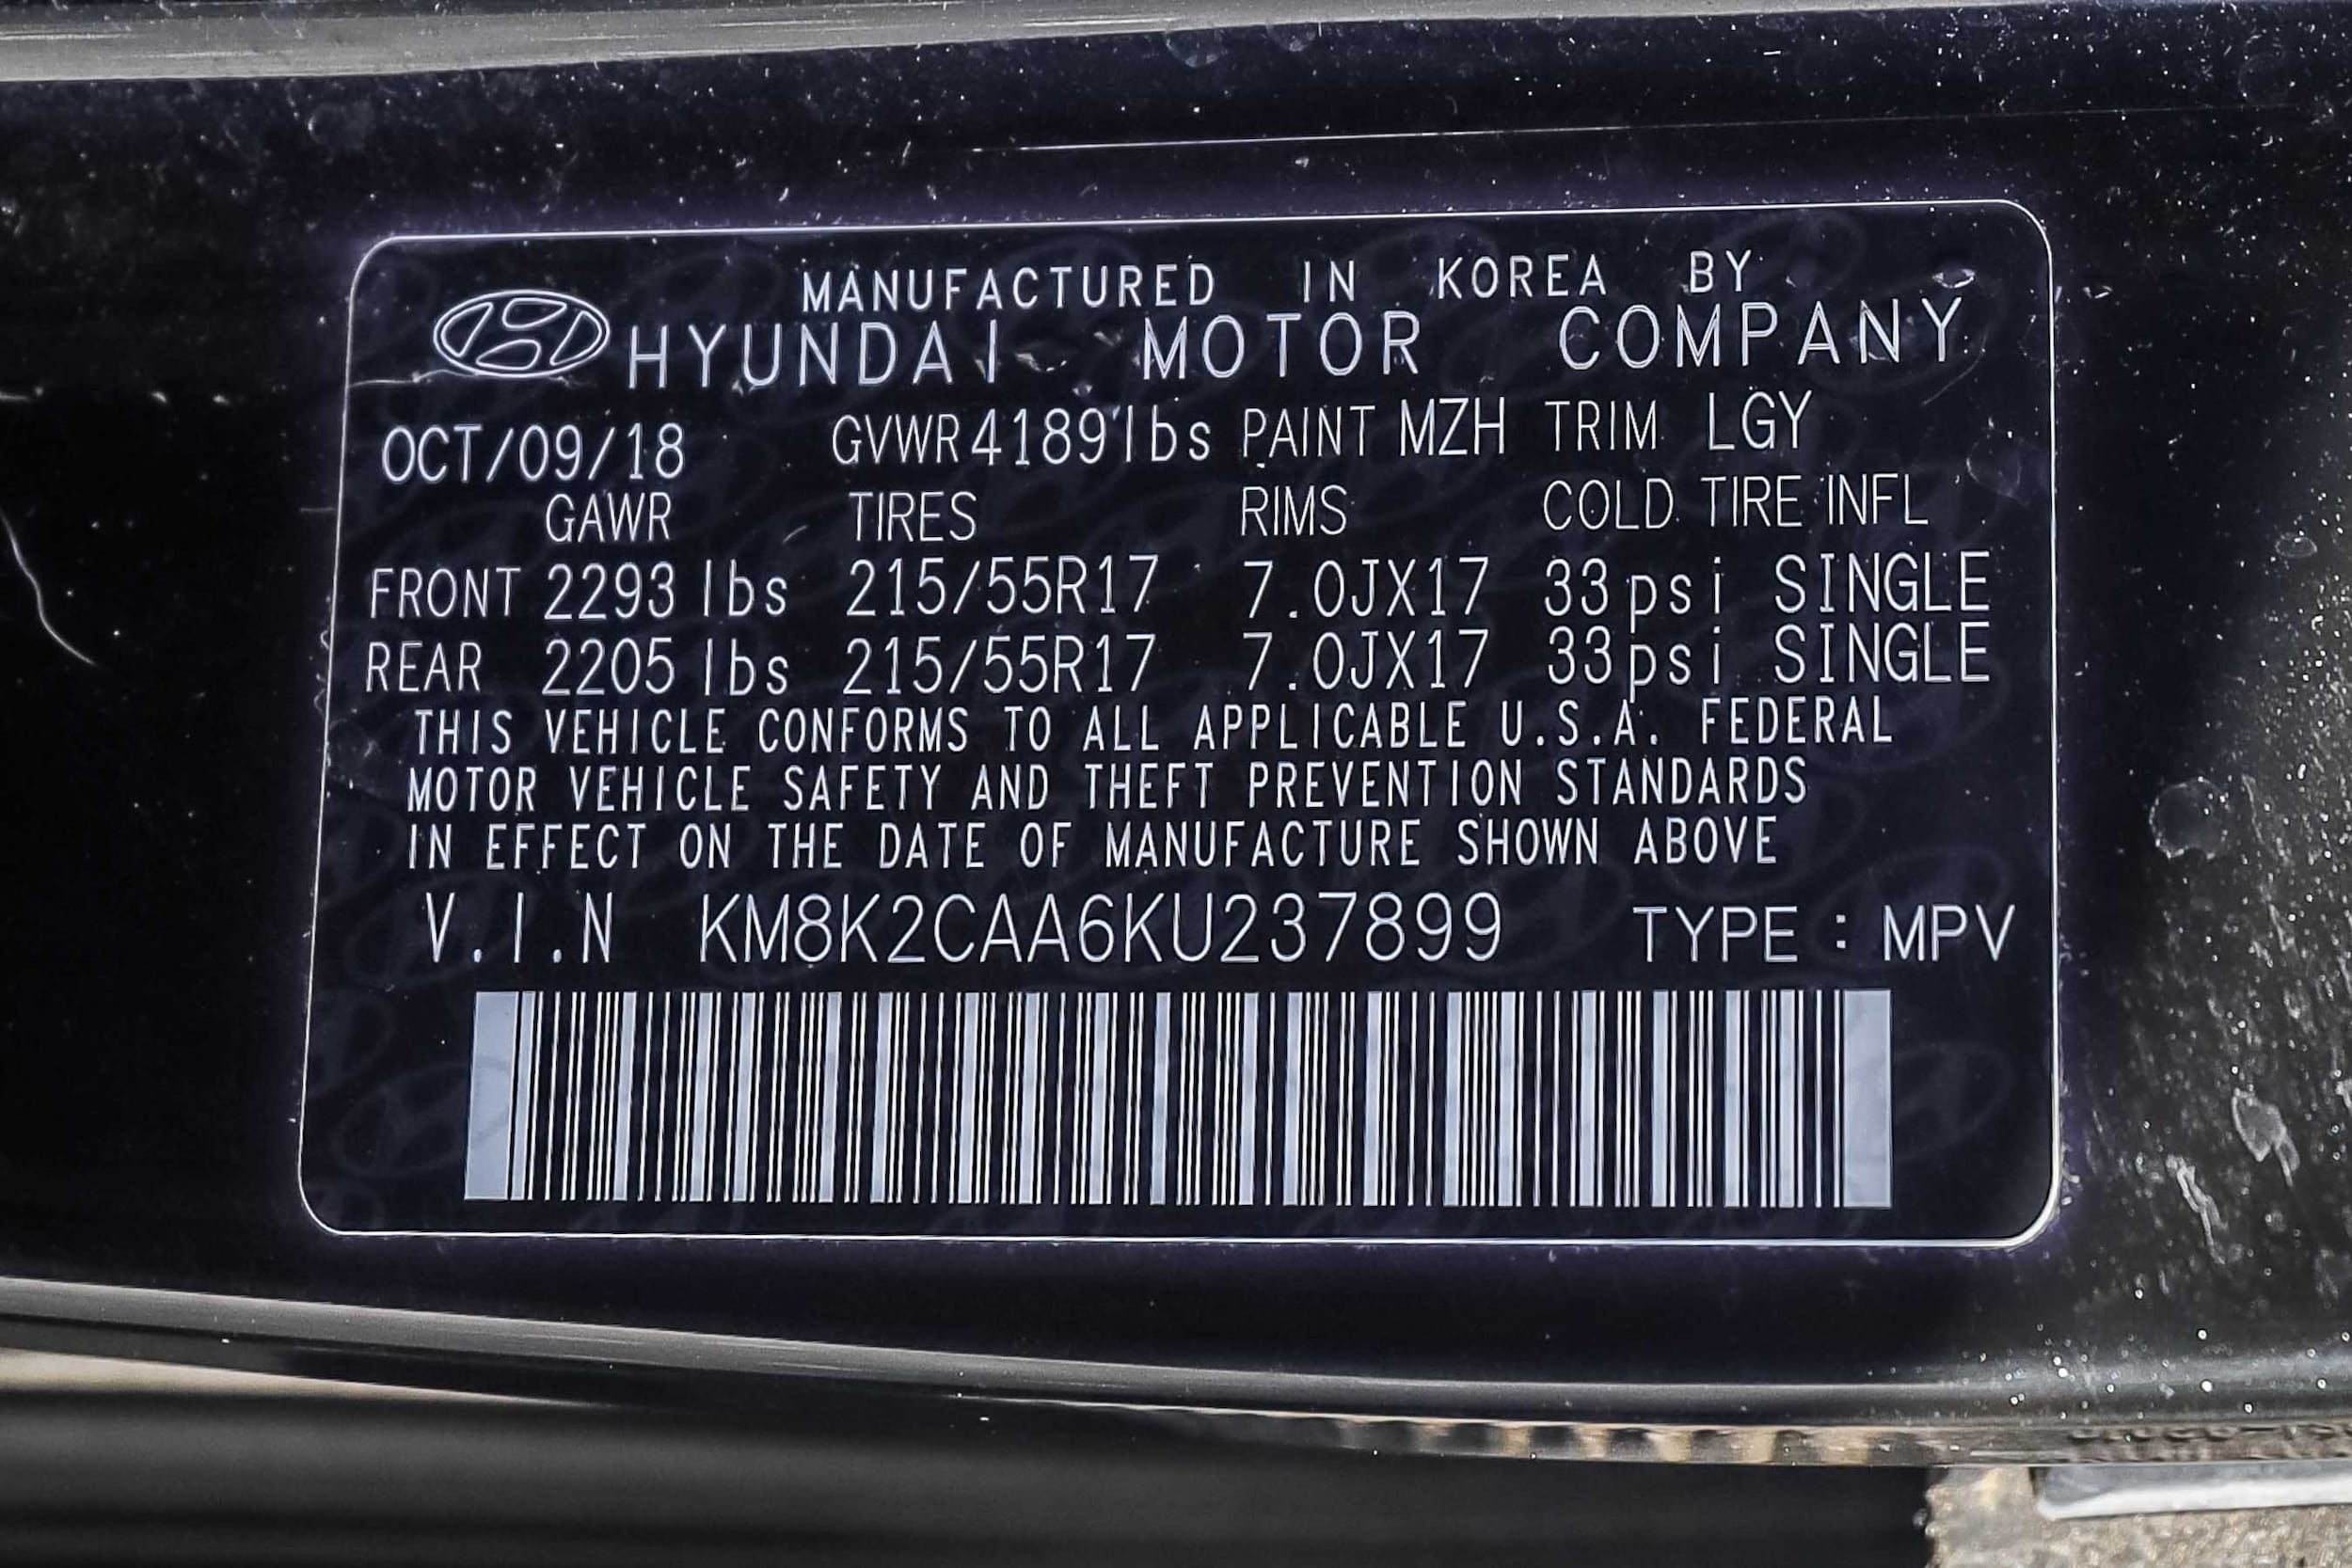 MANUFACTURED IN KOREA BY
HYUNDAI MOTOR COMPANY
OCT/09/18 GVWR 4189 lbs PAINT MZH TRIM LGY
GAWR TIRES RIMS COLD TIRE INFL
FRONT 2293 lbs 215/55R17 7.0JX17 33psi SINGLE
REAR 2205 lbs 215/55R17 7.0JX17 33psi SINGLE
THIS VEHICLE CONFORMS TO ALL APPLICABLE U.S.A. FEDERAL
MOTOR VEHICLE SAFETY AND THEFT PREVENTION STANDARDS
IN EFFECT ON THE DATE OF MANUFACTURE SHOWN ABOVE
V.I.N KM8K2CAA6KU237899 TYPE : MPV